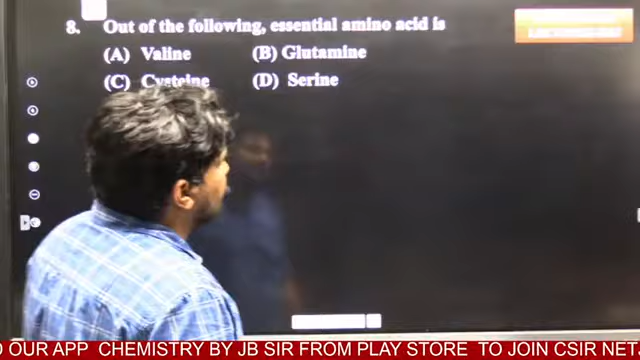 8. Out of the following, essential amino acid is
(A) Valine (B) Glutamine
(C) Cysteine (D) Serine
OUR APP CHEMISTRY BY JB SIR FROM PLAY STORE TO JOIN CSIR NET